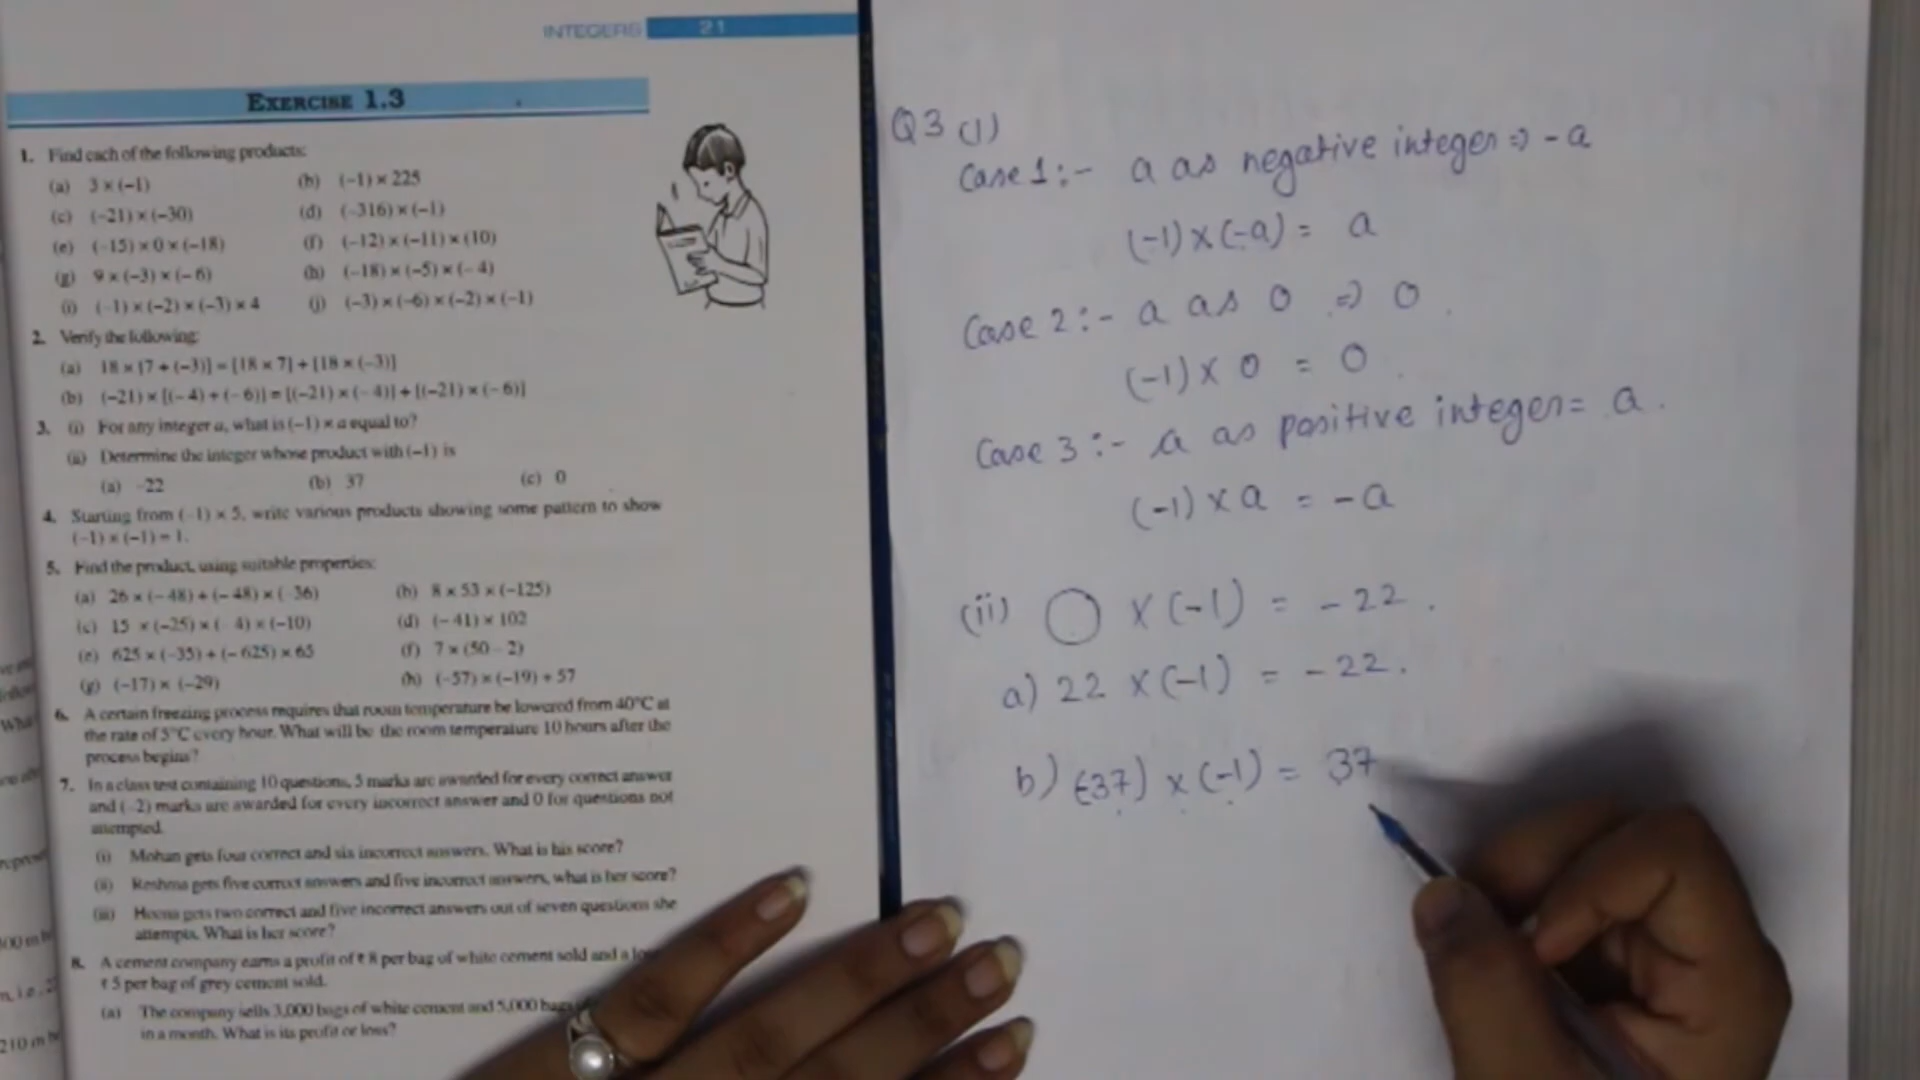 INTEGERS 21
EXERCISE 1.3
1. Find each of the following products:
(a) 3 × (–1) (b) (–1) × 225
(c) (–21) × (–30) (d) (–316) × (–1)
(e) (–15) × 0 × (–18) (f) (–12) × (–11) × (10)
(g) 9 × (–3) × (–6) (h) (–18) × (–5) × (–4)
(i) (–1) × (–2) × (–3) × 4 (j) (–3) × (–6) × (–2) × (–1)
2. Verify the following:
(a) 18 × [7 + (–3)] = [18 × 7] + [18 × (–3)]
(b) (–21) × [(–4) + (–6)] = [(–21) × (–4)] + [(–21) × (–6)]
3. (i) For any integer a, what is (–1) × a equal to?
(ii) Determine the integer whose product with (–1) is
(a) –22 (b) 37 (c) 0
4. Starting from (–1) × 5, write various products showing some pattern to show
(–1) × (–1) = 1.
5. Find the product, using suitable properties:
(a) 26 × (–48) + (–48) × (–36) (b) 8 × 53 × (–125)
(c) 15 × (–25) × (–4) × (–10) (d) (–41) × 102
(e) 625 × (–35) + (–625) × 65 (f) 7 × (50 – 2)
(g) (–17) × (–29) (h) (–57) × (–19) + 57
6. A certain freezing process requires that room temperature be lowered from 40°C at
the rate of 5°C every hour. What will be the room temperature 10 hours after the
process begins?
7. In a class test containing 10 questions, 5 marks are awarded for every correct answer
and (–2) marks are awarded for every incorrect answer and 0 for questions not
attempted.
(i) Mohan gets four correct and six incorrect answers. What is his score?
(ii) Reshma gets five correct answers and five incorrect answers, what is her score?
(iii) Heena gets two correct and five incorrect answers out of seven questions she
attempts. What is her score?
8. A cement company earns a profit of ₹ 8 per bag of white cement sold and a
₹ 5 per bag of grey cement sold.
(a) The company sells 3,000 bags of white cement and 5,000 bags
in a month. What is its profit or loss?
Q3 (i)
Case 1:- a as negative integer ⇒ -a
(-1) × (-a) = a
Case 2:- a as 0 ⇒ 0.
(-1) × 0 = 0.
Case 3:- a as positive integer = a.
(-1) × a = -a
(ii) ◯ × (-1) = -22.
a) 22 × (-1) = -22.
b) (-37) × (-1) = 37